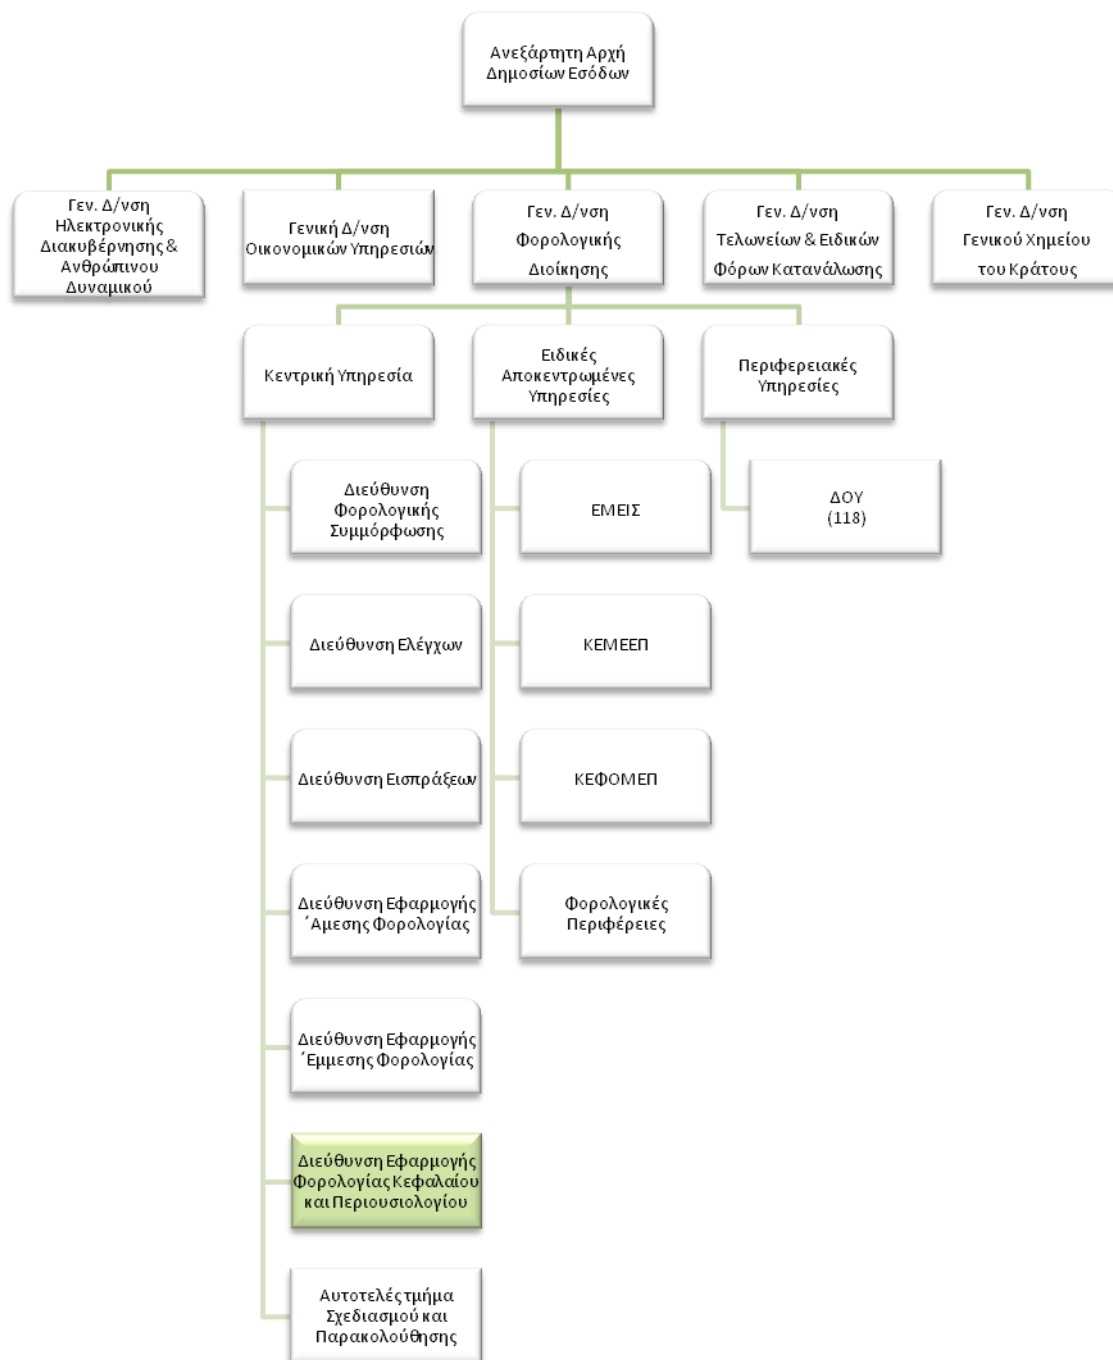 Ανεξάρτητη Αρχή
Δημοσίων Εσόδων
Γεν. Δ/νση
Ηλεκτρονικής
Διακυβέρνησης &
Ανθρώπινου
Δυναμικού
Γενική Δ/νση
Οικονομικών Υπηρεσιών
Γεν. Δ/νση
Φορολογικής
Διοίκησης
Γεν. Δ/νση
Τελωνείων & Ειδικών
Φόρων Κατανάλωσης
Γεν. Δ/νση
Γενικού Χημείου
του Κράτους
Κεντρική Υπηρεσία
Ειδικές
Αποκεντρωμένες
Υπηρεσίες
Περιφερειακές
Υπηρεσίες
Διεύθυνση
Φορολογικής
Συμμόρφωσης
ΕΜΕΙΣ
ΔΟΥ
(118)
Διεύθυνση Ελέγχων
ΚΕΜΕΕΠ
Διεύθυνση Εισπράξεων
ΚΕΦΟΜΕΠ
Διεύθυνση Εφαρμογής
΄Αμεσης Φορολογίας
Φορολογικές
Περιφέρειες
Διεύθυνση Εφαρμογής
΄Εμμεσης Φορολογίας
Διεύθυνση Εφαρμογής
Φορολογίας Κεφαλαίου
και Περιουσιολογίου
Αυτοτελές τμήμα
Σχεδιασμού και
Παρακολούθησης